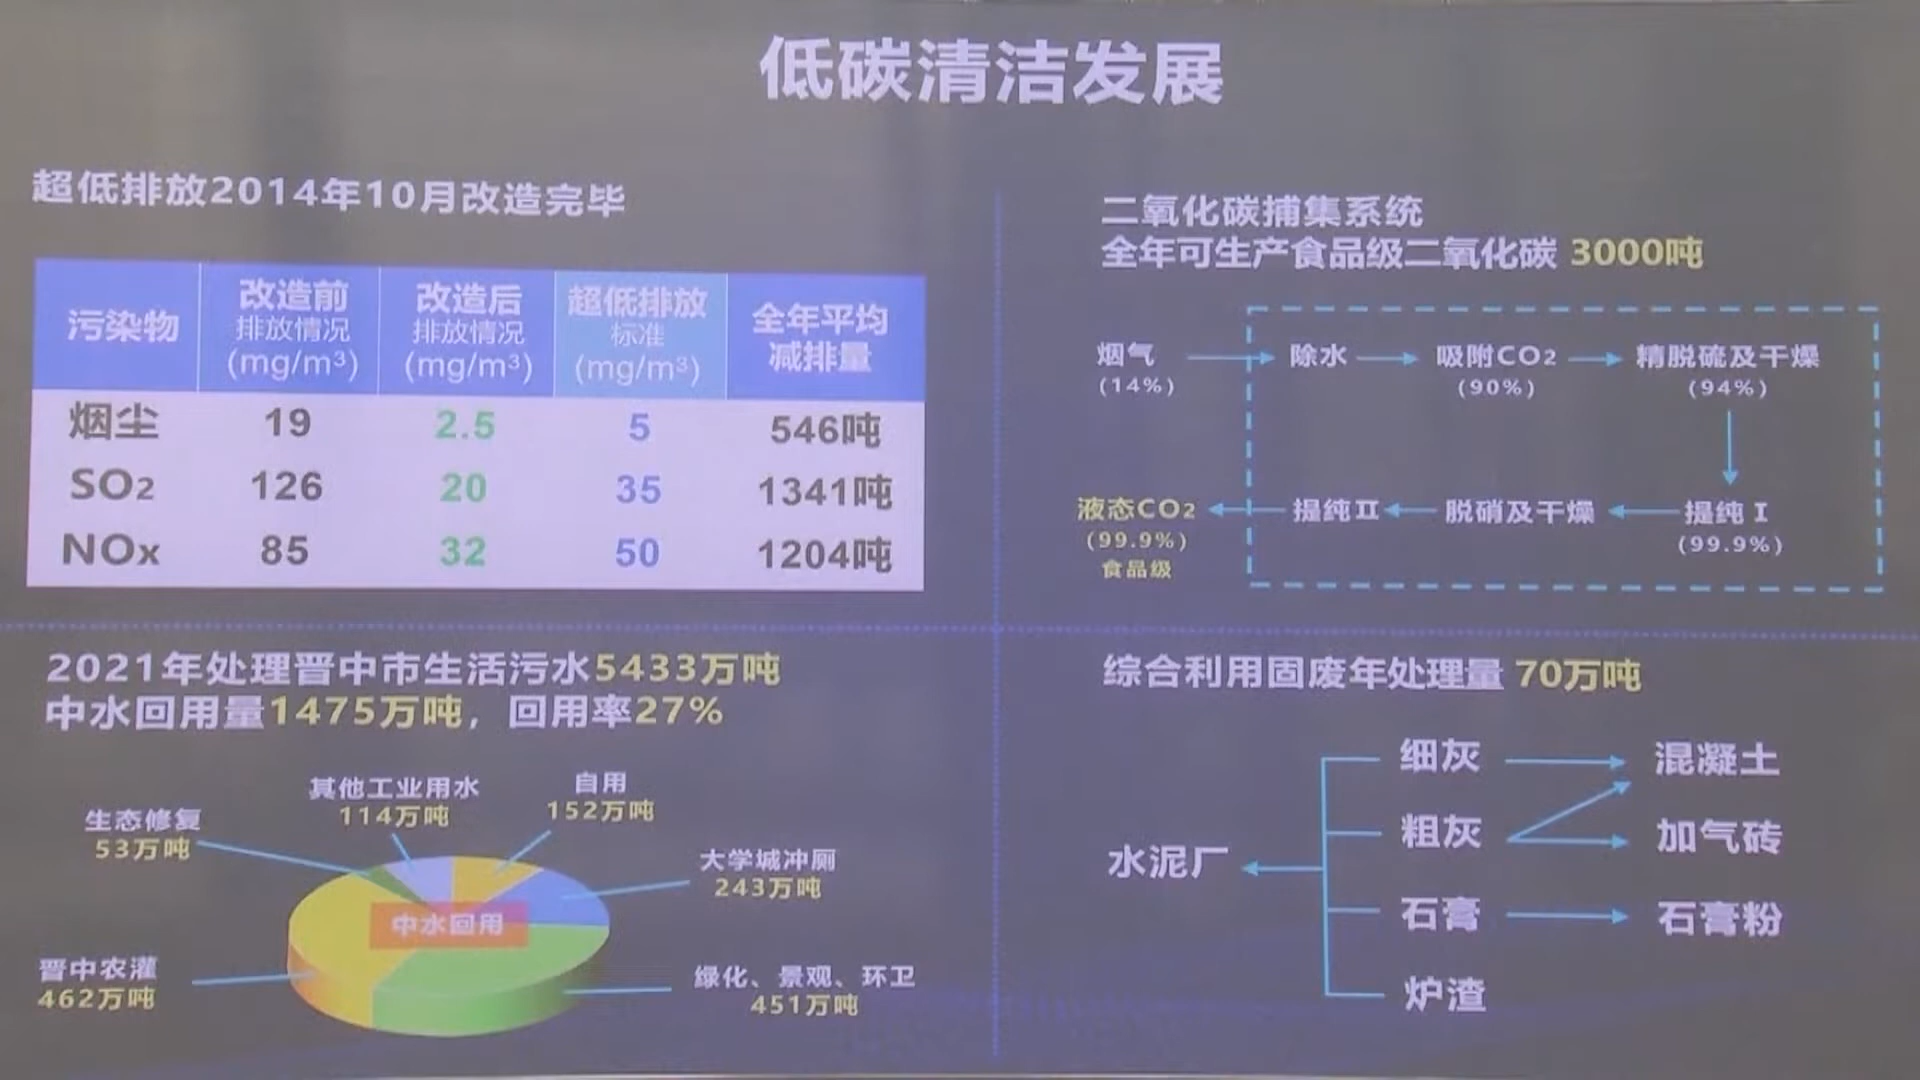 低碳清洁发展
超低排放2014年10月改造完毕
污染物
改造前
排放情况
(mg/m³)
改造后
排放情况
(mg/m³)
超低排放
标准
(mg/m³)
全年平均
减排量
烟尘 19 2.5 5 546吨
SO2 126 20 35 1341吨
NOx 85 32 50 1204吨
二氧化碳捕集系统
全年可生产食品级二氧化碳 3000吨
烟气
(14%)
除水
吸附CO2
(90%)
精脱硫及干燥
(94%)
提纯Ⅰ
(99.9%)
脱硝及干燥
提纯Ⅱ
液态CO2
(99.9%)
食品级
2021年处理晋中市生活污水5433万吨
中水回用量1475万吨，回用率27%
其他工业用水
114万吨
自用
152万吨
生态修复
53万吨
大学城冲厕
243万吨
中水回用
晋中农灌
462万吨
绿化、景观、环卫
451万吨
综合利用固废年处理量 70万吨
细灰 混凝土
粗灰 加气砖
水泥厂
石膏 石膏粉
炉渣